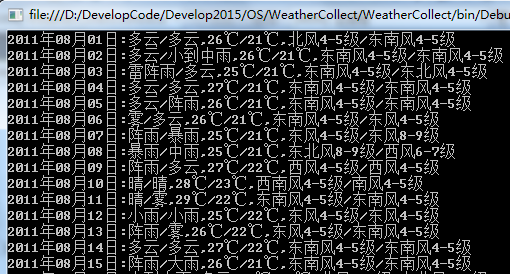 file:///D:/DevelopCode/Develop2015/OS/WeatherCollect/WeatherCollect/bin/Debu
2011年08月01日:多云/多云,26℃/21℃,北风4-5级/东南风4-5级
2011年08月02日:多云/小到中雨,26℃/21℃,东南风4-5级/东南风4-5级
2011年08月03日:雷阵雨/多云,25℃/21℃,东南风4-5级/东北风4-5级
2011年08月04日:多云/多云,27℃/21℃,东南风4-5级/东南风4-5级
2011年08月05日:多云/阵雨,26℃/21℃,东南风4-5级/东南风4-5级
2011年08月06日:雾/多云,26℃/21℃,东南风4-5级/东风4-5级
2011年08月07日:阵雨/暴雨,25℃/21℃,东南风4-5级/东风8-9级
2011年08月08日:暴雨/中雨,25℃/21℃,东北风8-9级/西风6-7级
2011年08月09日:阵雨/多云,27℃/22℃,西风4-5级/西风4-5级
2011年08月10日:晴/晴,28℃/23℃,西南风4-5级/南风4-5级
2011年08月11日:晴/雾,29℃/22℃,东南风4-5级/东南风4-5级
2011年08月12日:小雨/小雨,25℃/22℃,东南风4-5级/东风4-5级
2011年08月13日:阵雨/雾,26℃/22℃,东风4-5级/东南风4-5级
2011年08月14日:多云/多云,27℃/22℃,东南风4-5级/东南风4-5级
2011年08月15日:阵雨/大雨,26℃/21℃,东南风4-5级/东南风4-5级